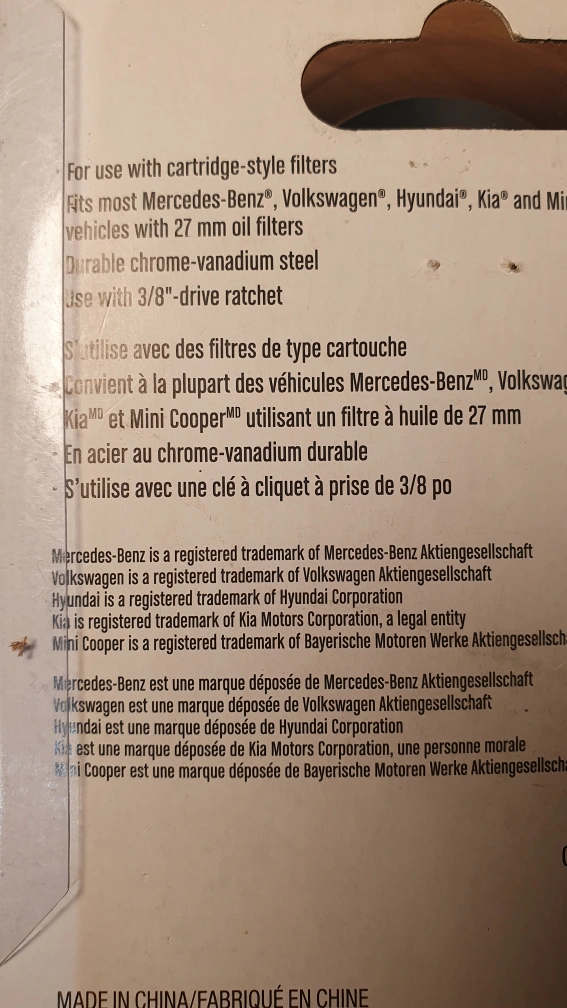 For use with cartridge-style filters
Fits most Mercedes-Benz®, Volkswagen®, Hyundai®, Kia® and
vehicles with 27 mm oil filters
Durable chrome-vanadium steel
Use with 3/8"-drive ratchet
S'utilise avec des filtres de type cartouche
Convient à la plupart des véhicules Mercedes-Benzᴹᴰ,
Kiaᴹᴰ et Mini Cooperᴹᴰ utilisant un filtre à huile de 27 mm
En acier au chrome-vanadium durable
S'utilise avec une clé à cliquet à prise de 3/8 po
Mercedes-Benz is a registered trademark of Mercedes-Benz Aktiengesellschaft
Volkswagen is a registered trademark of Volkswagen Aktiengesellschaft
Hyundai is a registered trademark of Hyundai Corporation
Kia is registered trademark of Kia Motors Corporation, a legal entity
Mini Cooper is a registered trademark of Bayerische Motoren Werke
Mercedes-Benz est une marque déposée de Mercedes-Benz Aktiengesellschaft
Volkswagen est une marque déposée de Volkswagen Aktiengesellschaft
Hyundai est une marque déposée de Hyundai Corporation
Kia est une marque déposée de Kia Motors Corporation, une personne morale
Mini Cooper est une marque déposée de Bayerische Motoren Werke
MADE IN CHINA/FABRIQUÉ EN CHINE